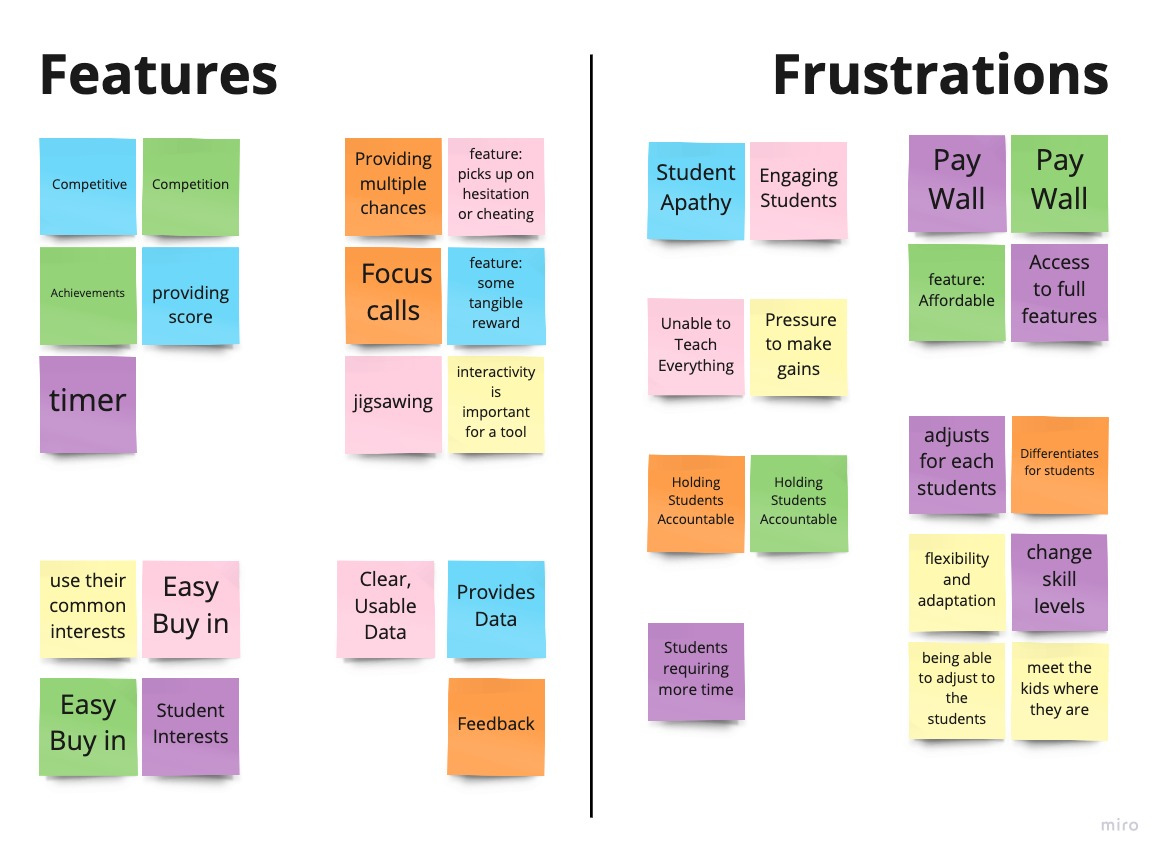 Features
Frustrations
Competitive
Competition
Achievements
providing
score
timer
Providing
multiple
chances
feature:
picks up on
hesitation
or cheating
Focus
calls
feature:
some
tangible
reward
jigsawing
interactivity
is
important
for a tool
use their
common
interests
Easy
Buy in
Easy
Buy in
Student
Interests
Clear,
Usable
Data
Provides
Data
Feedback
Student
Apathy
Engaging
Students
Unable to
Teach
Everything
Pressure
to make
gains
Holding
Students
Accountable
Holding
Students
Accountable
Students
requiring
more time
Pay
Wall
Pay
Wall
feature:
Affordable
Access
to full
features
adjusts
for each
students
Differentiates
for students
flexibility
and
adaptation
change
skill
levels
being able
to adjust to
the
students
meet the
kids where
they are
miro